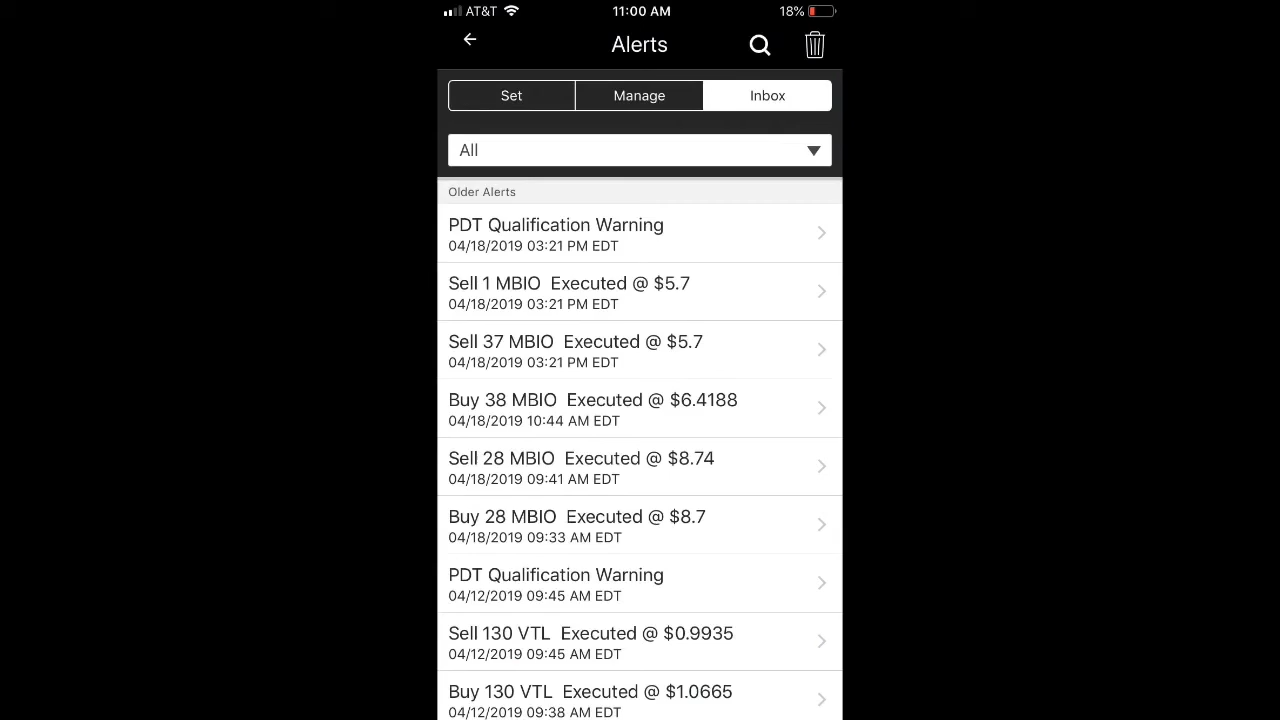 AT&T 11:00 AM 18%
Alerts
Set Manage Inbox
All
Older Alerts
PDT Qualification Warning
04/18/2019 03:21 PM EDT
Sell 1 MBIO  Executed @ $5.7
04/18/2019 03:21 PM EDT
Sell 37 MBIO  Executed @ $5.7
04/18/2019 03:21 PM EDT
Buy 38 MBIO  Executed @ $6.4188
04/18/2019 10:44 AM EDT
Sell 28 MBIO  Executed @ $8.74
04/18/2019 09:41 AM EDT
Buy 28 MBIO  Executed @ $8.7
04/18/2019 09:33 AM EDT
PDT Qualification Warning
04/12/2019 09:45 AM EDT
Sell 130 VTL  Executed @ $0.9935
04/12/2019 09:45 AM EDT
Buy 130 VTL  Executed @ $1.0665
04/12/2019 09:38 AM EDT